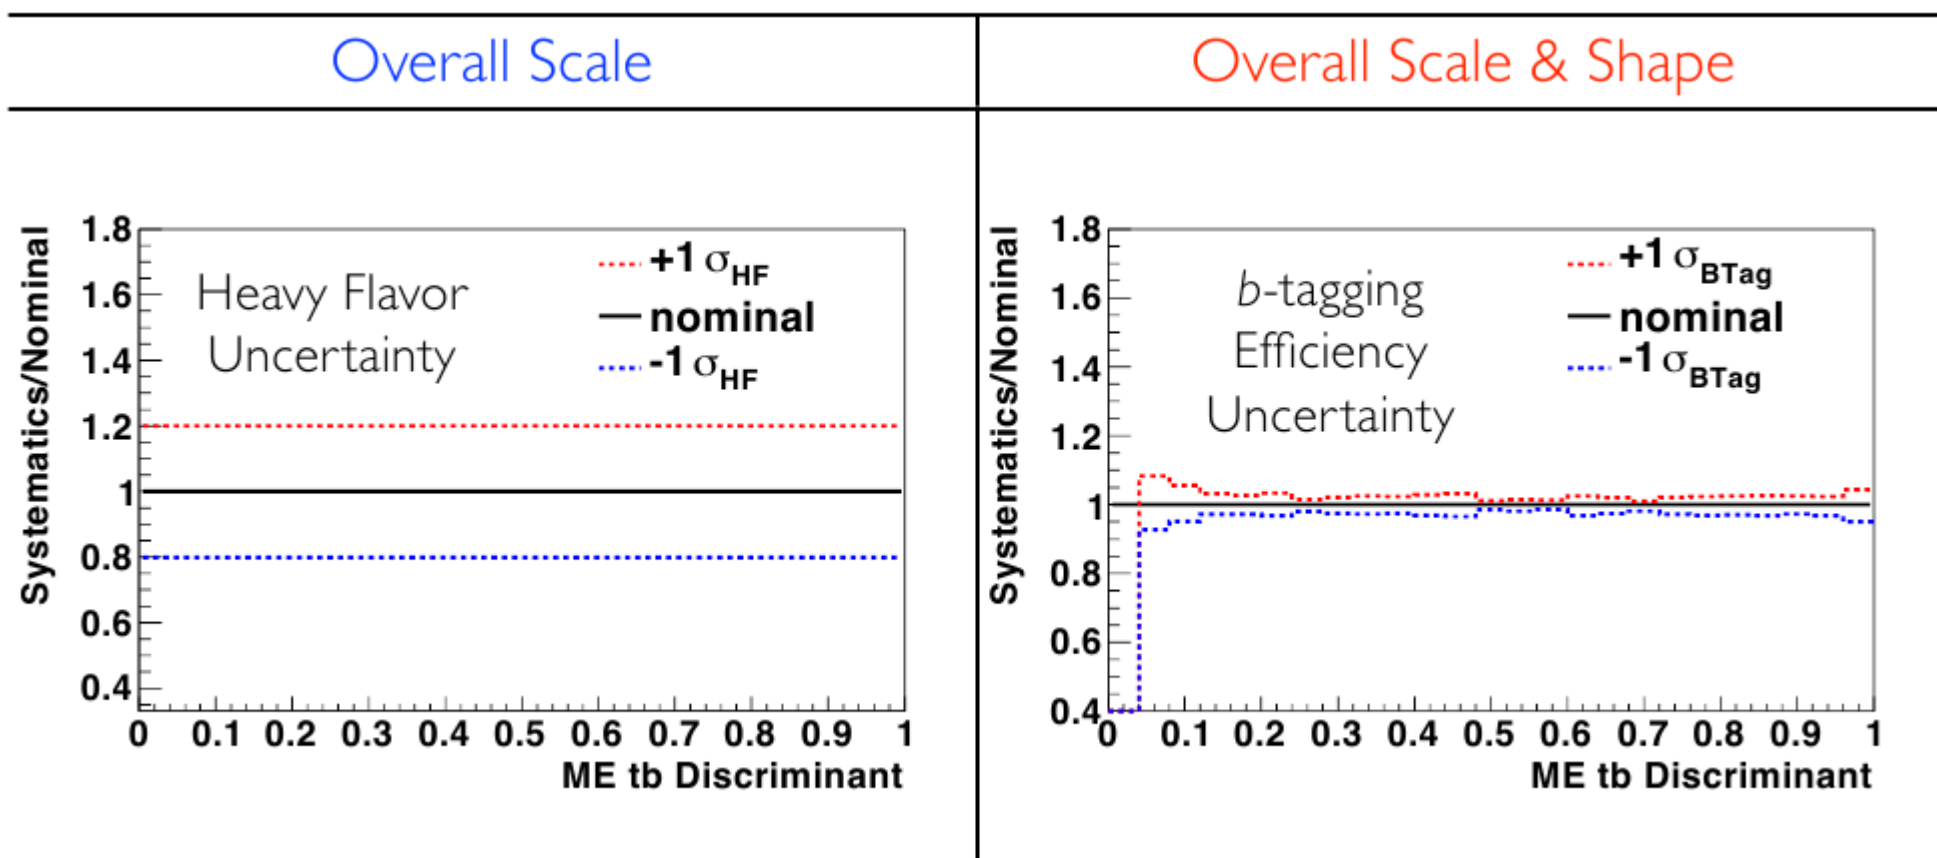 Overall Scale
Overall Scale & Shape
Systematics/Nominal
1.8
1.6
1.4
1.2
1
0.8
0.6
0.4
Heavy Flavor
Uncertainty
+1 σHF
nominal
-1 σHF
0 0.1 0.2 0.3 0.4 0.5 0.6 0.7 0.8 0.9 1
ME tb Discriminant
Systematics/Nominal
1.8
1.6
1.4
1.2
1
0.8
0.6
0.4
b-tagging
Efficiency
Uncertainty
+1 σBTag
nominal
-1 σBTag
0 0.1 0.2 0.3 0.4 0.5 0.6 0.7 0.8 0.9 1
ME tb Discriminant